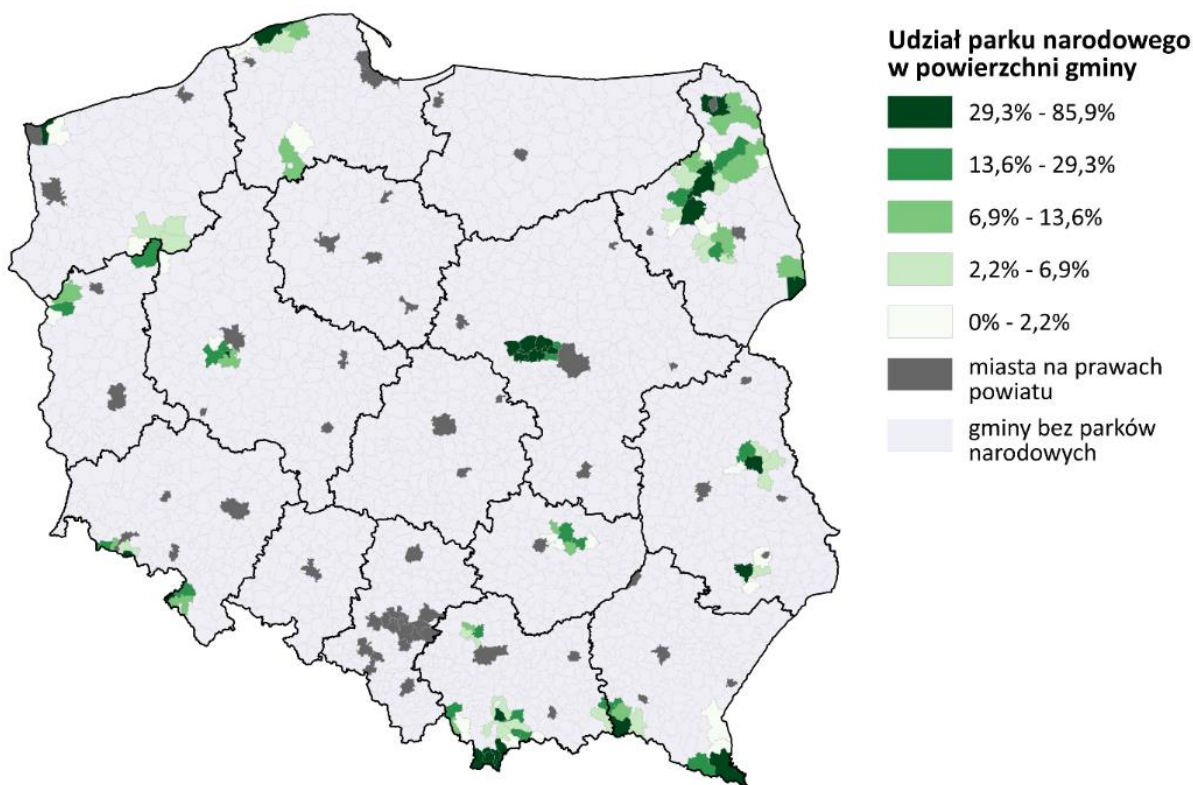 Udział parku narodowego
w powierzchni gminy
29,3% - 85,9%
13,6% - 29,3%
6,9% - 13,6%
2,2% - 6,9%
0% - 2,2%
miasta na prawach
powiatu
gminy bez parków
narodowych